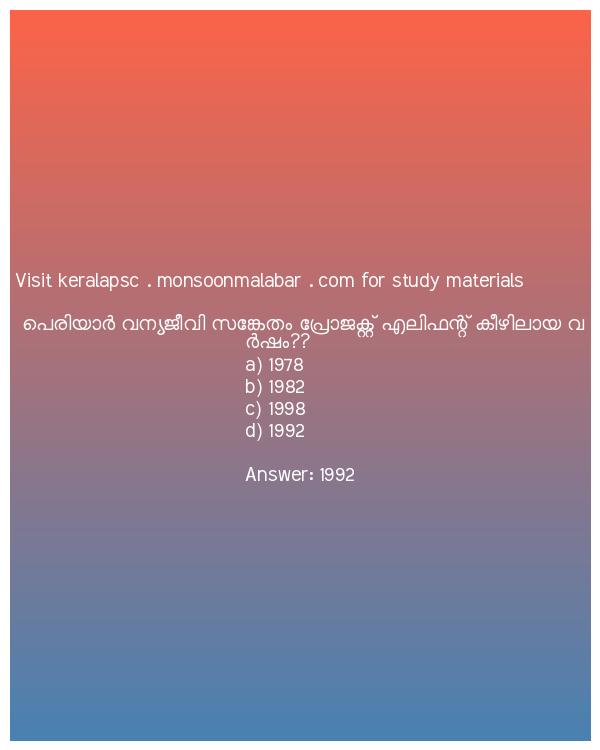 Visit keralapsc . monsoonmalabar . com for study materials
പെരിയാർ വന്യജീവി സങ്കേതം പ്രോജക്റ്റ് എലിഫന്റ് കീഴിലായ വ
ർഷം??
a) 1978
b) 1982
c) 1998
d) 1992
Answer: 1992